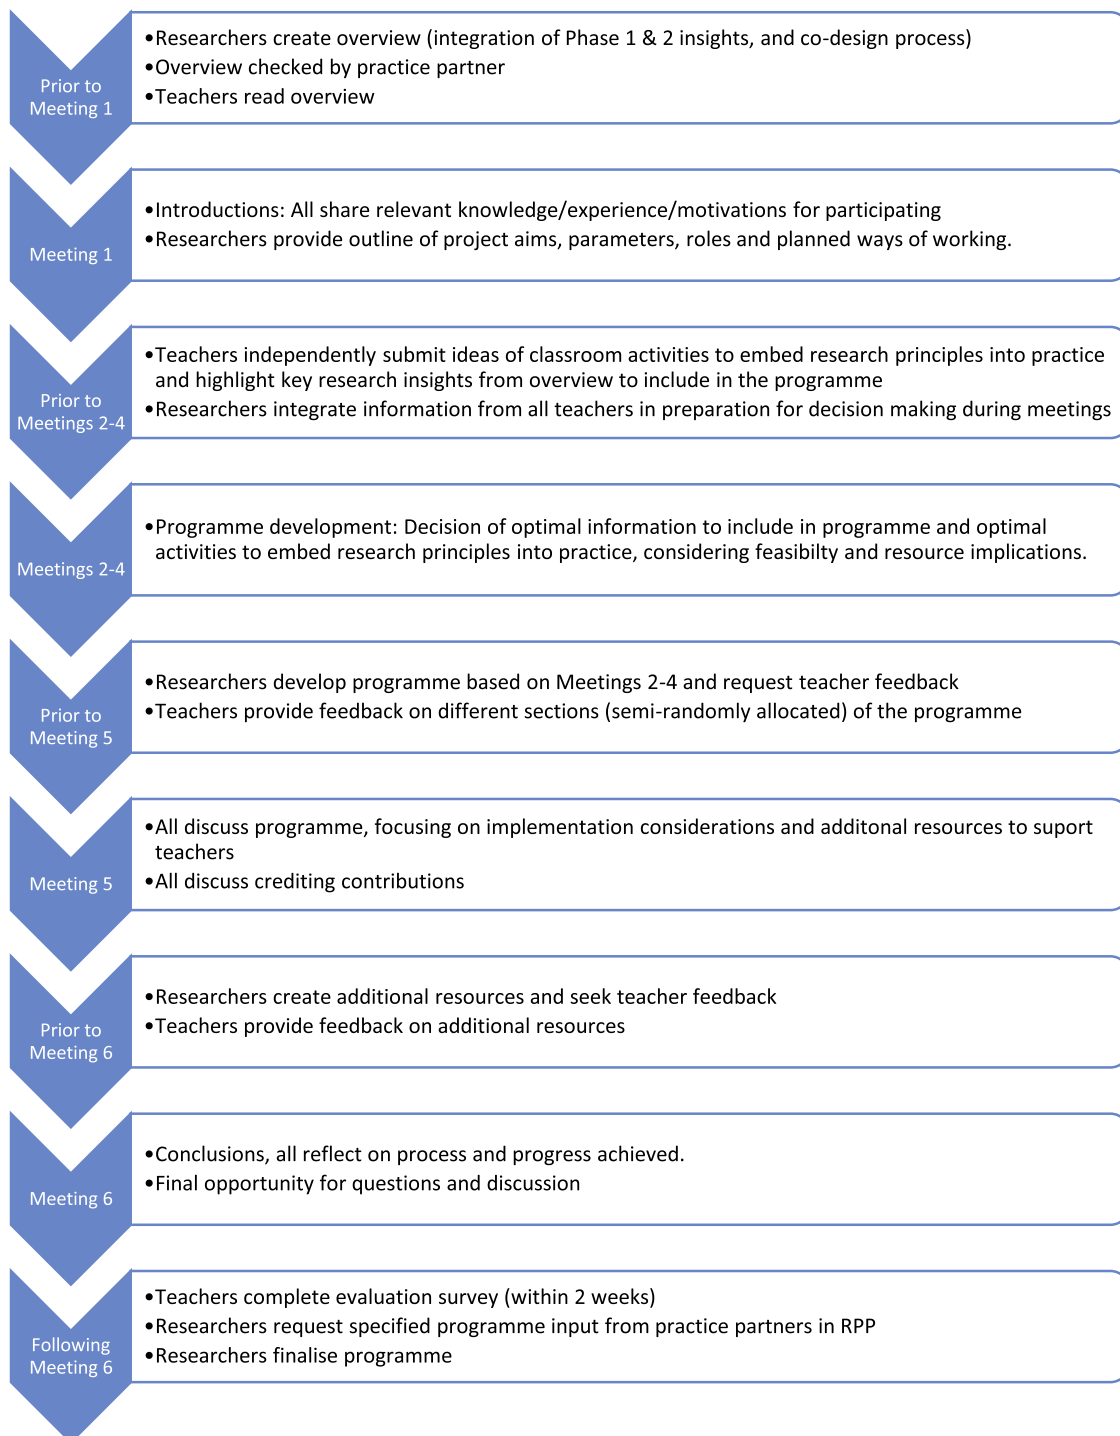 Prior to
Meeting 1
•Researchers create overview (integration of Phase 1 & 2 insights, and co-design process)
•Overview checked by practice partner
•Teachers read overview
Meeting 1
•Introductions: All share relevant knowledge/experience/motivations for participating
•Researchers provide outline of project aims, parameters, roles and planned ways of working.
Prior to
Meetings 2-4
•Teachers independently submit ideas of classroom activities to embed research principles into practice
and highlight key research insights from overview to include in the programme
•Researchers integrate information from all teachers in preparation for decision making during meetings
Meetings 2-4
•Programme development: Decision of optimal information to include in programme and optimal
activities to embed research principles into practice, considering feasibilty and resource implications.
Prior to
Meeting 5
•Researchers develop programme based on Meetings 2-4 and request teacher feedback
•Teachers provide feedback on different sections (semi-randomly allocated) of the programme
Meeting 5
•All discuss programme, focusing on implementation considerations and additonal resources to suport
teachers
•All discuss crediting contributions
Prior to
Meeting 6
•Researchers create additional resources and seek teacher feedback
•Teachers provide feedback on additional resources
Meeting 6
•Conclusions, all reflect on process and progress achieved.
•Final opportunity for questions and discussion
Following
Meeting 6
•Teachers complete evaluation survey (within 2 weeks)
•Researchers request specified programme input from practice partners in RPP
•Researchers finalise programme